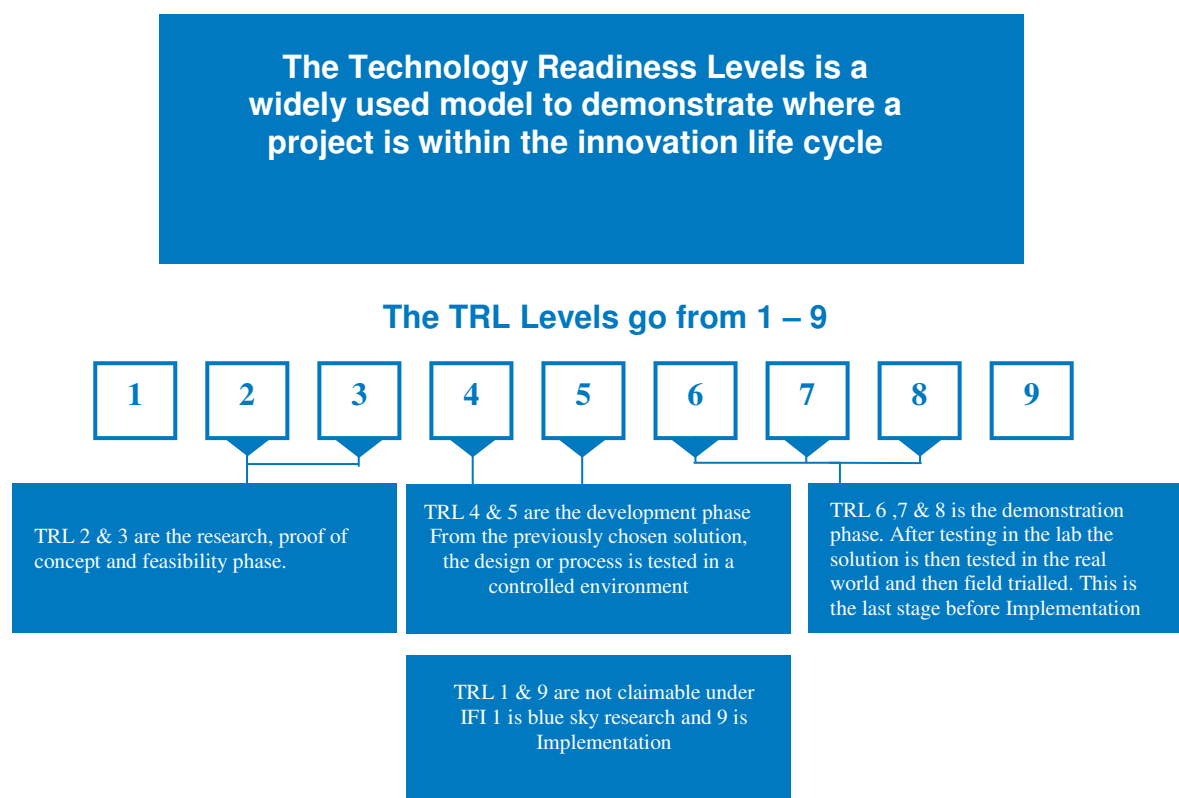 The Technology Readiness Levels is a
widely used model to demonstrate where a
project is within the innovation life cycle
The TRL Levels go from 1 – 9
1 2 3 4 5 6 7 8 9
TRL 2 & 3 are the research, proof of
concept and feasibility phase.
TRL 4 & 5 are the development phase
From the previously chosen solution,
the design or process is tested in a
controlled environment
TRL 6 ,7 & 8 is the demonstration
phase. After testing in the lab the
solution is then tested in the real
world and then field trialled. This is
the last stage before Implementation
TRL 1 & 9 are not claimable under
IFI 1 is blue sky research and 9 is
Implementation